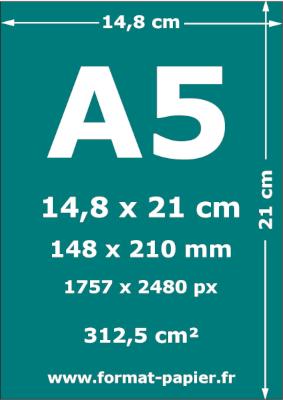 14,8 cm
A5
14,8 x 21 cm
21 cm
148 x 210 mm
1757 x 2480 px
312,5 cm²
www.format-papier.fr